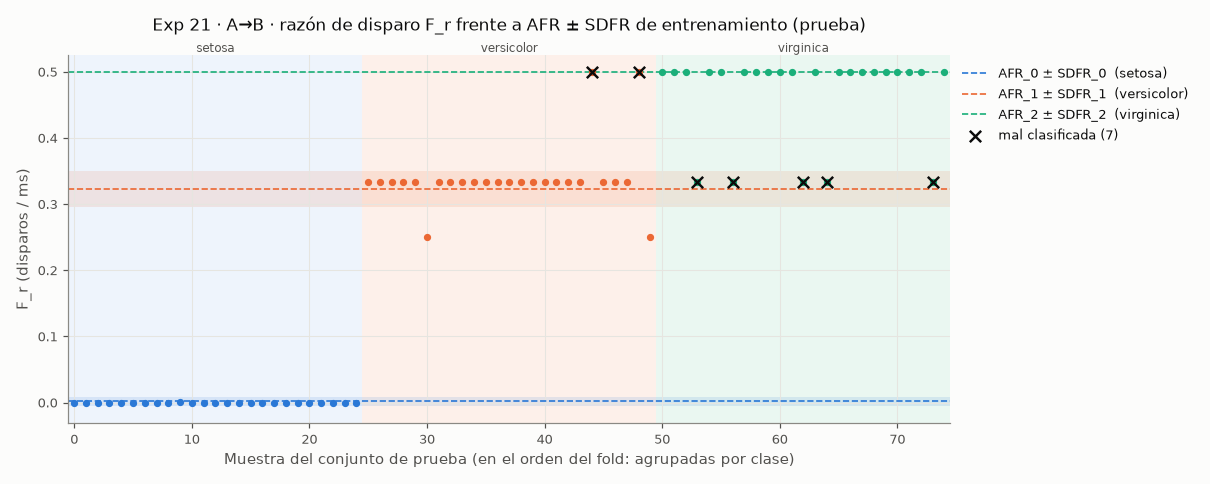 Exp 21 · A→B · razón de disparo F_r frente a AFR ± SDFR de entrenamiento (prueba)
setosa versicolor virginica
AFR_0 ± SDFR_0 (setosa)
AFR_1 ± SDFR_1 (versicolor)
AFR_2 ± SDFR_2 (virginica)
mal clasificada (7)
F_r (disparos / ms)
0.5
0.4
0.3
0.2
0.1
0.0
0 10 20 30 40 50 60 70
Muestra del conjunto de prueba (en el orden del fold: agrupadas por clase)